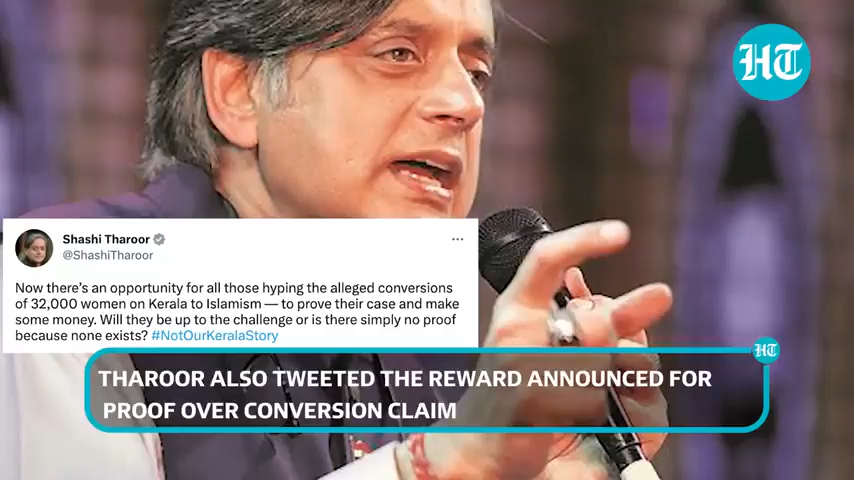 HT
Shashi Tharoor
@ShashiTharoor
Now there's an opportunity for all those hyping the alleged conversions
of 32,000 women on Kerala to Islamism — to prove their case and make
some money. Will they be up to the challenge or is there simply no proof
because none exists? #NotOurKeralaStory
HT
THAROOR ALSO TWEETED THE REWARD ANNOUNCED FOR
PROOF OVER CONVERSION CLAIM